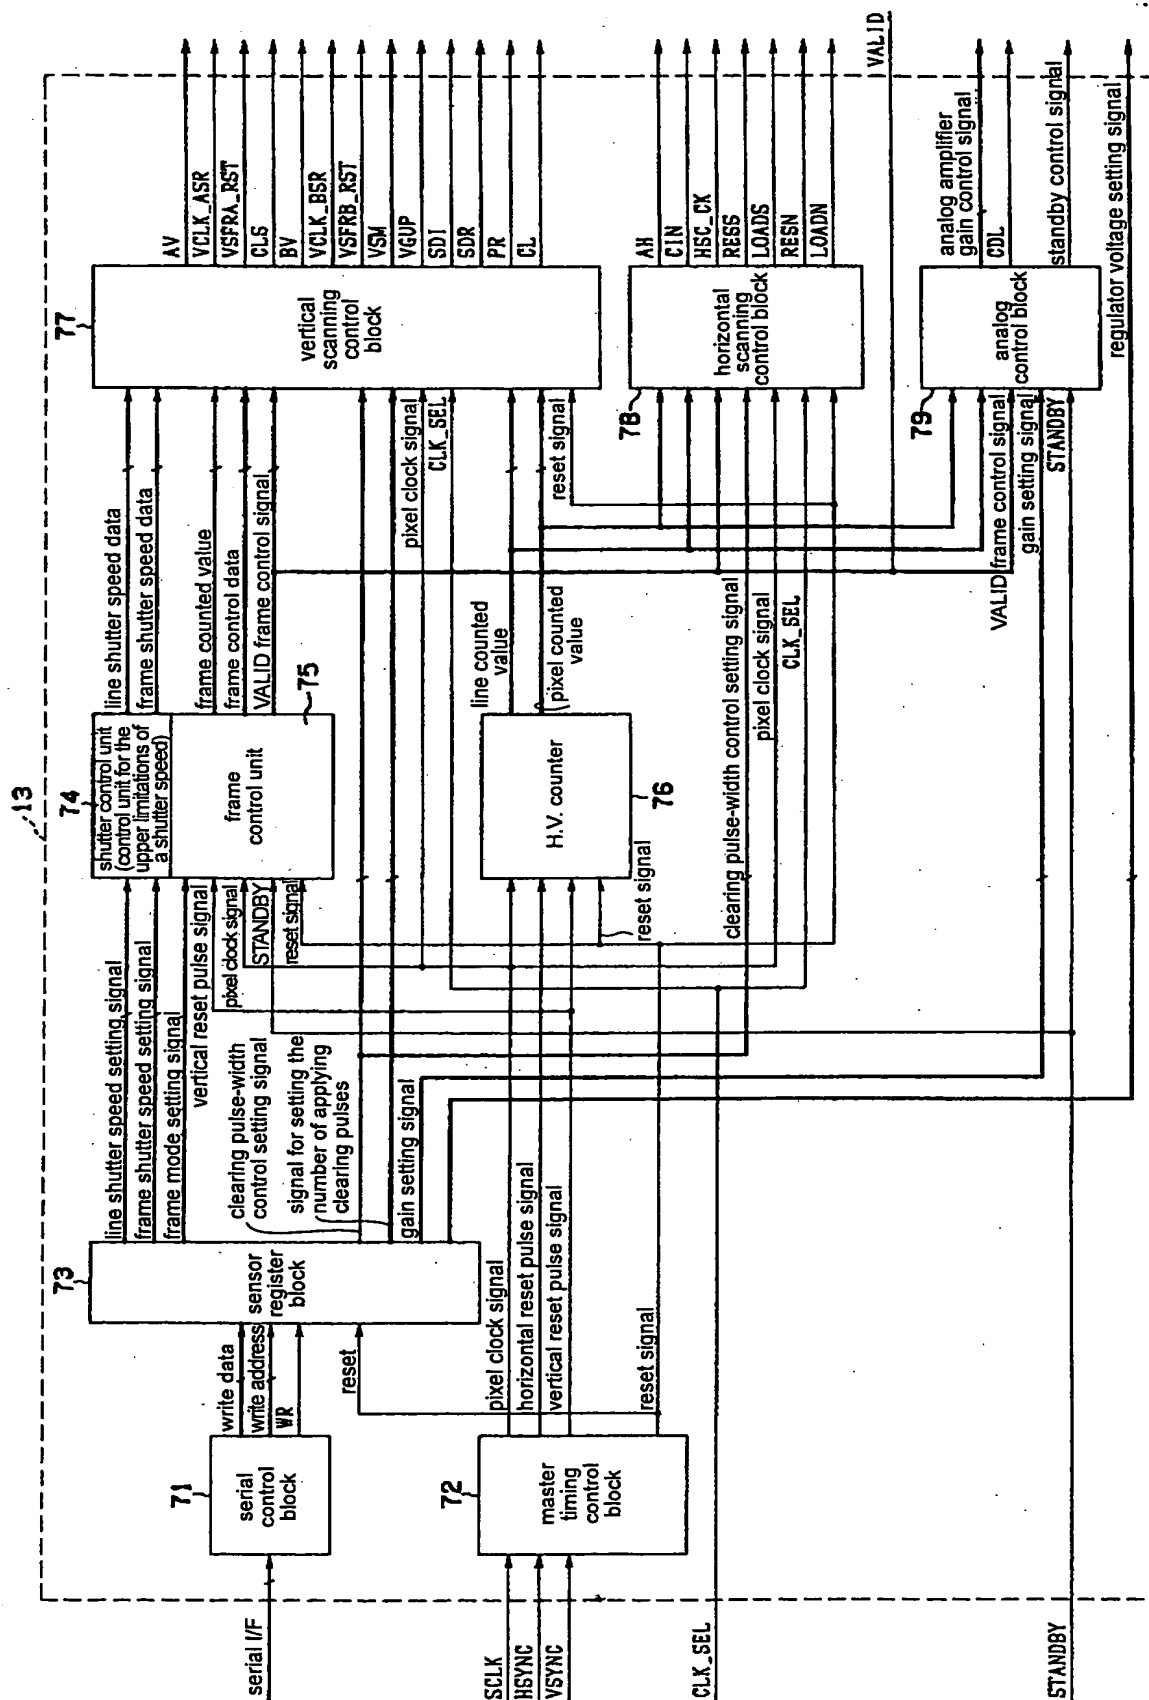 13
serial I/F
SCLK
HSYNC
VSYNC
CLK_SEL
STANDBY
71
serial
control
block
write data
write address
WR
72
master
timing
control
block
reset
pixel clock signal
horizontal reset pulse signal
vertical reset pulse signal
reset signal
73
sensor
register
block
line shutter speed setting signal
frame shutter speed setting signal
frame mode setting signal
vertical reset pulse signal
pixel clock signal
STANDBY
reset signal
clearing pulse-width
control setting signal
signal for setting the
number of applying
clearing pulses
gain setting signal
74
shutter control unit
(control unit for the
upper limitations of
a shutter speed)
frame
control unit
75
H.V. counter
76
reset signal
line shutter speed data
frame shutter speed data
frame counted value
frame control data
VALID frame control signal
line counted
value
pixel counted
value
clearing pulse-width control setting signal
pixel clock signal
CLK_SEL
pixel clock signal
CLK_SEL
reset signal
VALID frame control signal
gain setting signal
STANDBY
77
vertical
scanning
control
block
78
horizontal
scanning
control block
79
analog
control block
AV
VCLK_ASR
VSFRA_RST
CLS
BV
VCLK_BSR
VSFRB_RST
VSM
VGUP
SDI
SDR
PR
CL
AH
CIN
HSC_CK
RESS
LOADS
RESN
LOADN
VALID
analog amplifier
gain control signal
CDL
standby control signal
regulator voltage setting signal